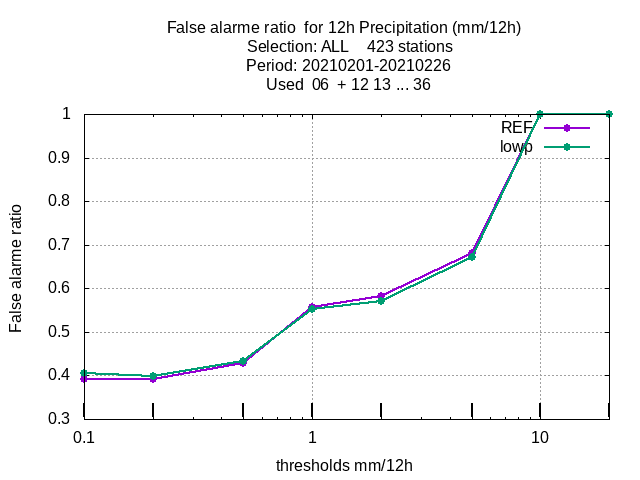 False alarme ratio  for 12h Precipitation (mm/12h)
Selection: ALL    423 stations
Period: 20210201-20210226
Used  06  + 12 13 ... 36
REF
lowp
1
0.9
0.8
0.7
0.6
0.5
0.4
0.3
False alarme ratio
0.1
1
10
thresholds mm/12h